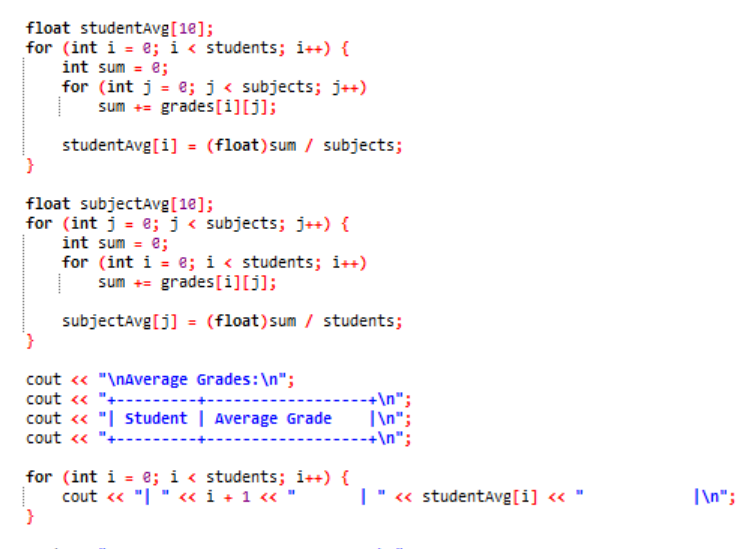 float studentAvg[10];
for (int i = 0; i < students; i++) {
    int sum = 0;
    for (int j = 0; j < subjects; j++)
        sum += grades[i][j];
    studentAvg[i] = (float)sum / subjects;
}
float subjectAvg[10];
for (int j = 0; j < subjects; j++) {
    int sum = 0;
    for (int i = 0; i < students; i++)
        sum += grades[i][j];
    subjectAvg[j] = (float)sum / students;
}
cout << "\nAverage Grades:\n";
cout << "+---------+------------------+\n";
cout << "| Student | Average Grade    |\n";
cout << "+---------+------------------+\n";
for (int i = 0; i < students; i++) {
    cout << "| " << i + 1 << "       | " << studentAvg[i] << "            |\n";
}